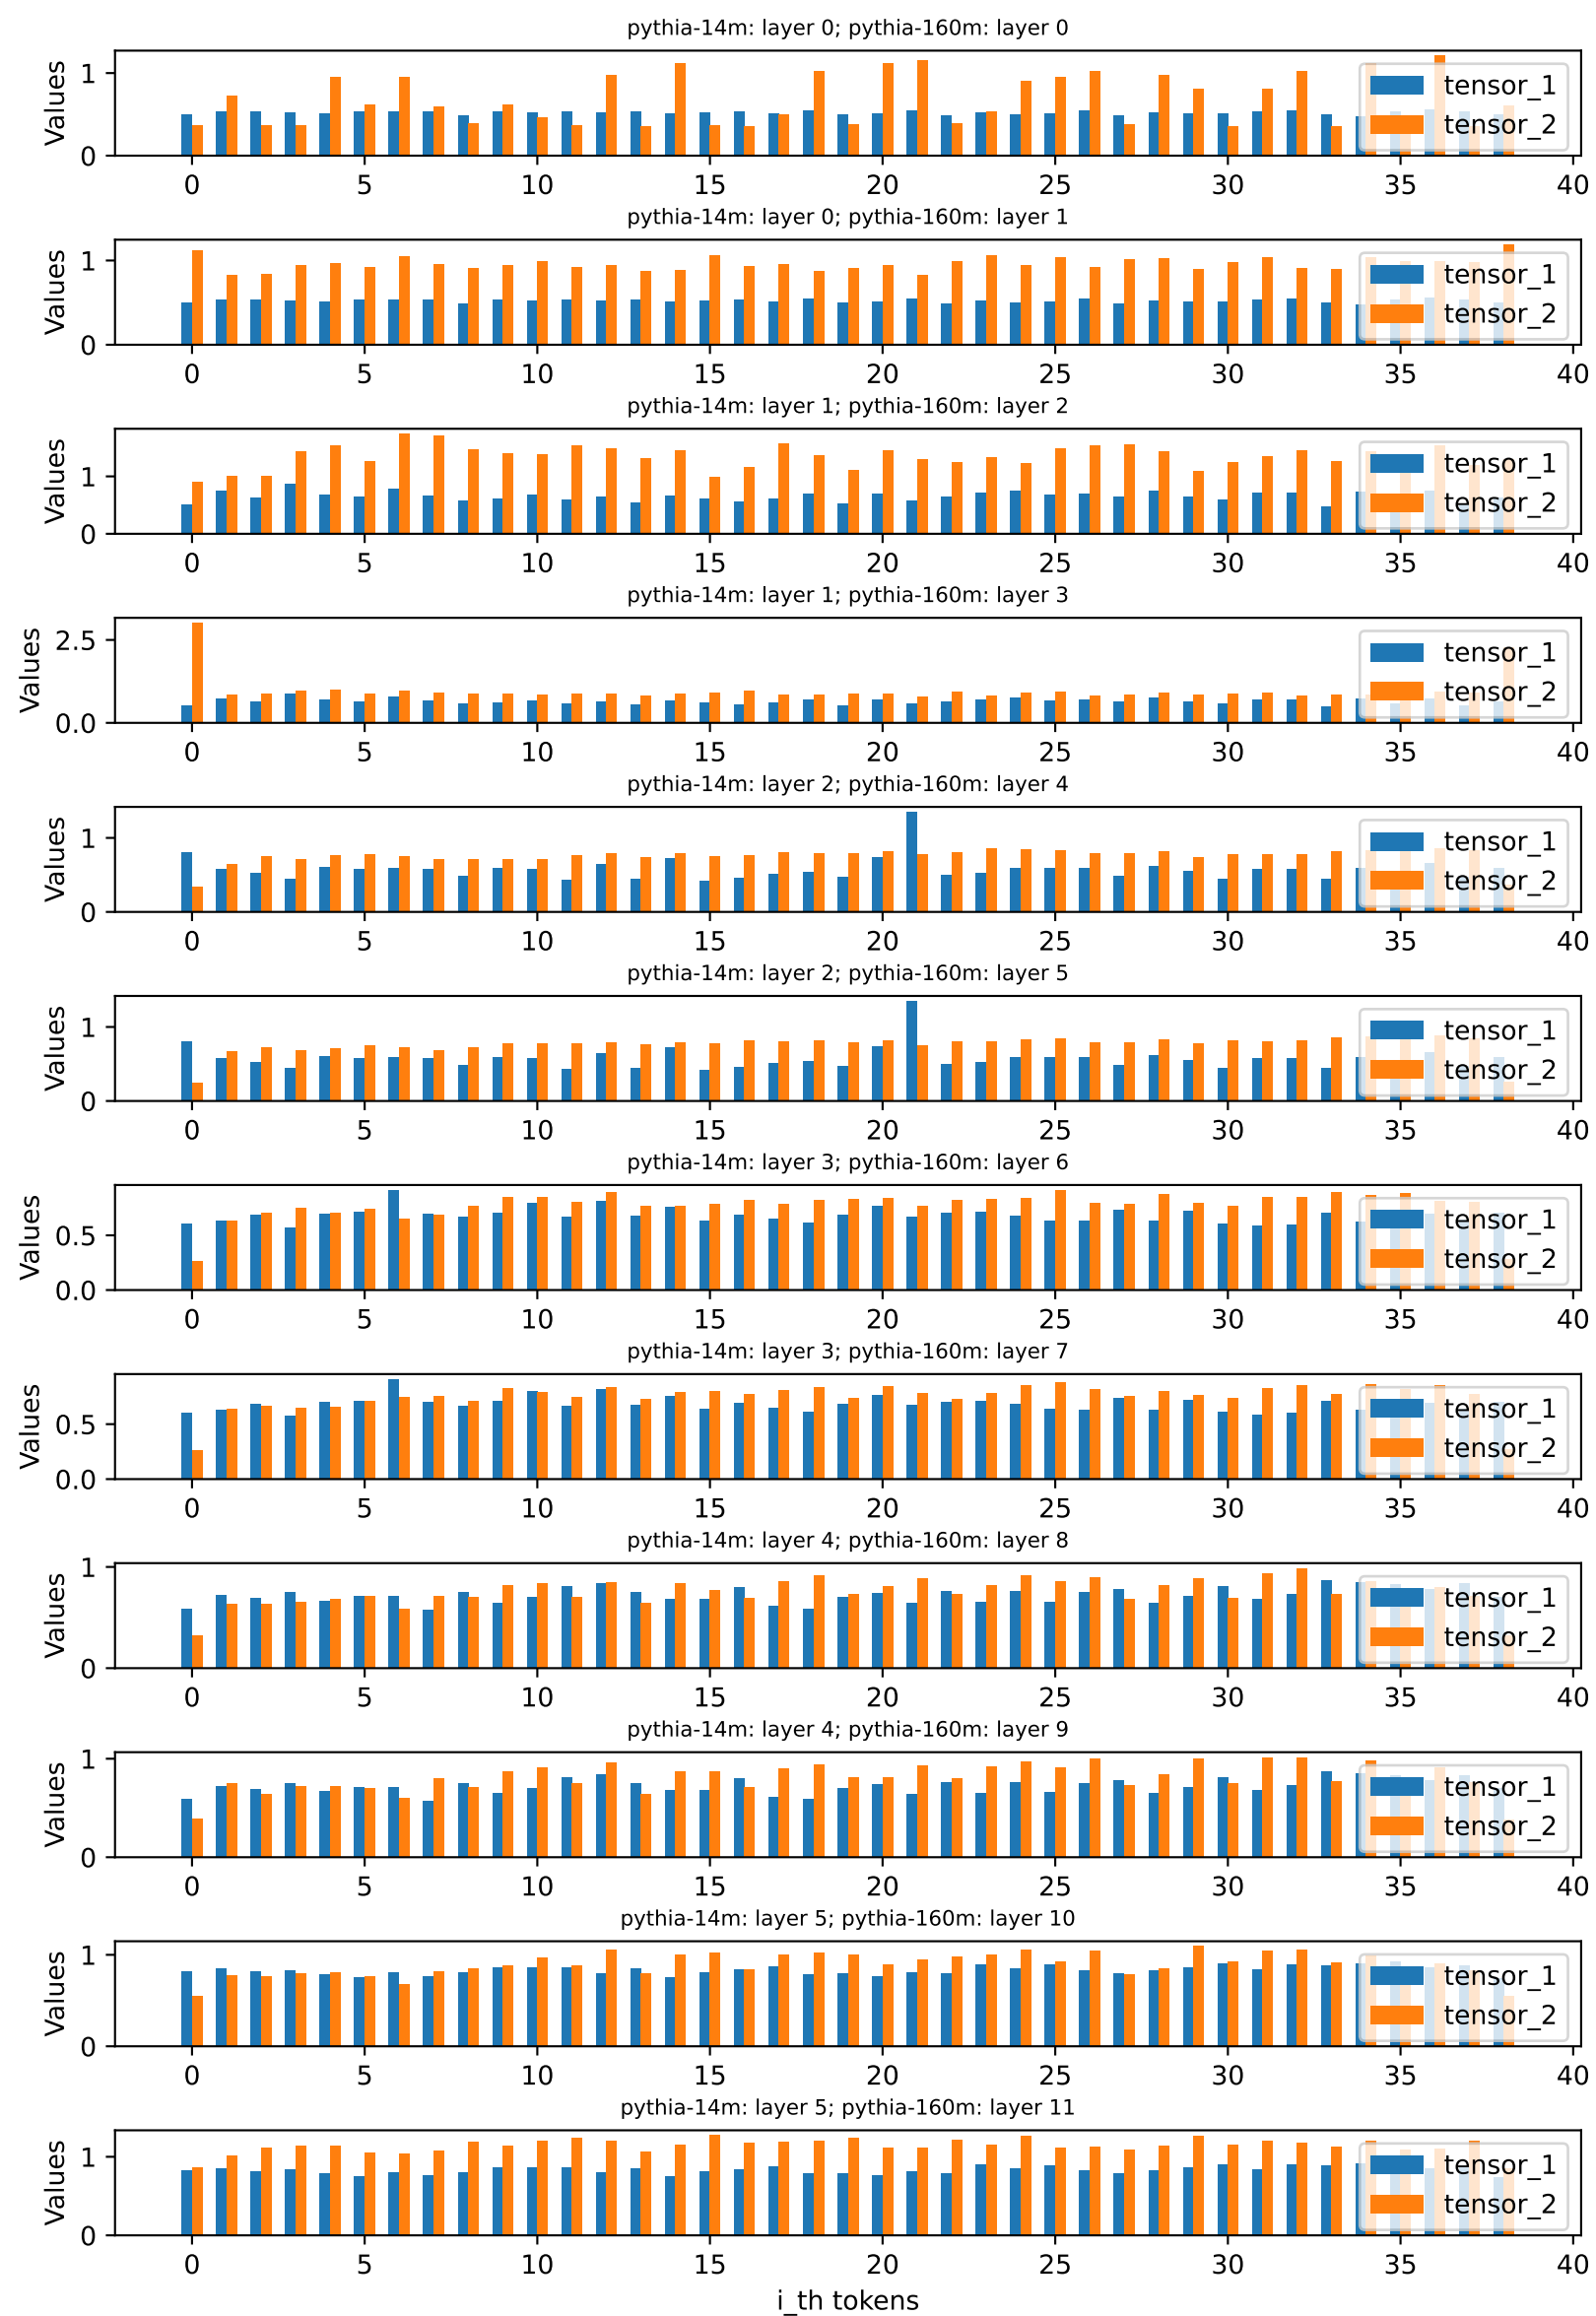 pythia-14m: layer 0; pythia-160m: layer 0
Values
1
0
tensor_1
tensor_2
0 5 10 15 20 25 30 35 40
pythia-14m: layer 0; pythia-160m: layer 1
Values
1
0
tensor_1
tensor_2
0 5 10 15 20 25 30 35 40
pythia-14m: layer 1; pythia-160m: layer 2
Values
1
0
tensor_1
tensor_2
0 5 10 15 20 25 30 35 40
pythia-14m: layer 1; pythia-160m: layer 3
Values
2.5
0.0
tensor_1
tensor_2
0 5 10 15 20 25 30 35 40
pythia-14m: layer 2; pythia-160m: layer 4
Values
1
0
tensor_1
tensor_2
0 5 10 15 20 25 30 35 40
pythia-14m: layer 2; pythia-160m: layer 5
Values
1
0
tensor_1
tensor_2
0 5 10 15 20 25 30 35 40
pythia-14m: layer 3; pythia-160m: layer 6
Values
0.5
0.0
tensor_1
tensor_2
0 5 10 15 20 25 30 35 40
pythia-14m: layer 3; pythia-160m: layer 7
Values
0.5
0.0
tensor_1
tensor_2
0 5 10 15 20 25 30 35 40
pythia-14m: layer 4; pythia-160m: layer 8
Values
1
0
tensor_1
tensor_2
0 5 10 15 20 25 30 35 40
pythia-14m: layer 4; pythia-160m: layer 9
Values
1
0
tensor_1
tensor_2
0 5 10 15 20 25 30 35 40
pythia-14m: layer 5; pythia-160m: layer 10
Values
1
0
tensor_1
tensor_2
0 5 10 15 20 25 30 35 40
pythia-14m: layer 5; pythia-160m: layer 11
Values
1
0
tensor_1
tensor_2
0 5 10 15 20 25 30 35 40
i_th tokens